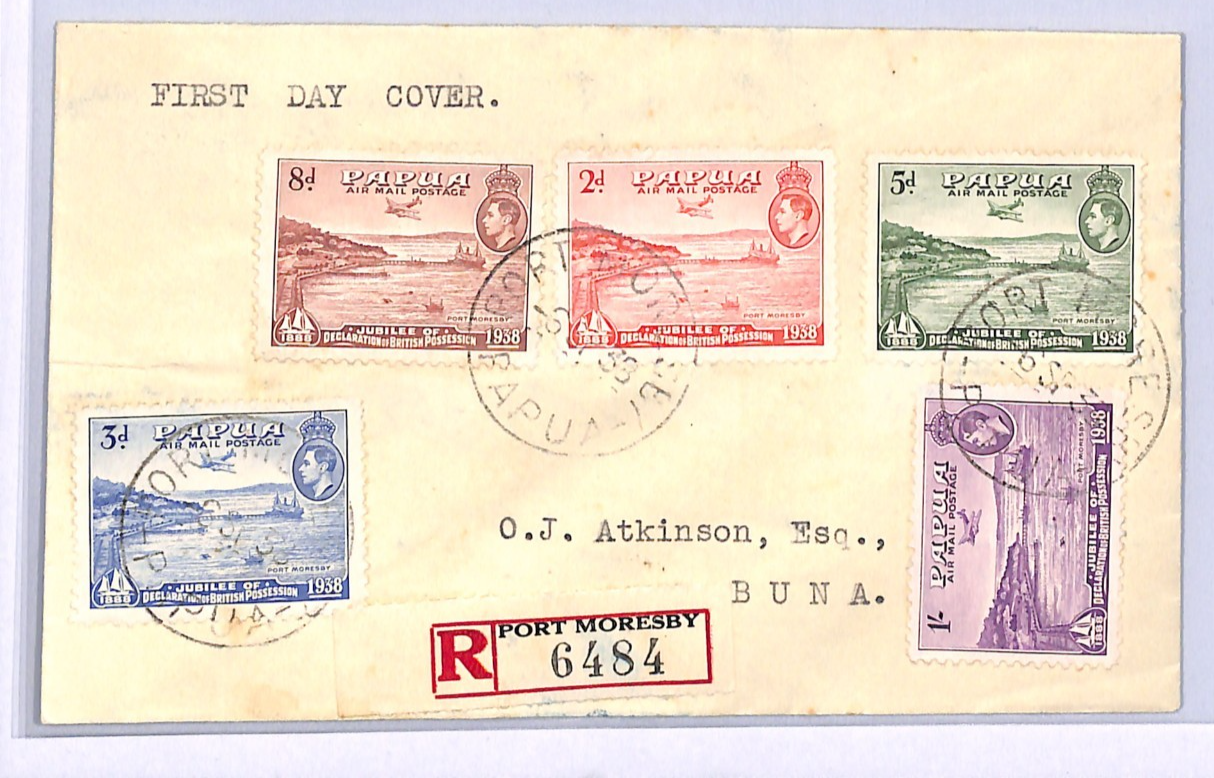 FIRST DAY COVER.
8d PAPUA
AIR MAIL POSTAGE
PORT MORESBY
JUBILEE OF
1888 DECLARATION OF BRITISH POSSESSION 1938
2d PAPUA
AIR MAIL POSTAGE
PORT MORESBY
JUBILEE OF
1888 DECLARATION OF BRITISH POSSESSION 1938
5d PAPUA
AIR MAIL POSTAGE
PORT MORESBY
JUBILEE OF
1888 DECLARATION OF BRITISH POSSESSION 1938
3d PAPUA
AIR MAIL POSTAGE
PORT MORESBY
JUBILEE OF
1888 DECLARATION OF BRITISH POSSESSION 1938
1/- PAPUA
AIR MAIL POSTAGE
PORT MORESBY
JUBILEE OF
1888 DECLARATION OF BRITISH POSSESSION 1938
PAPUA
O.J. Atkinson, Esq.,
BUNA.
R PORT MORESBY
6484